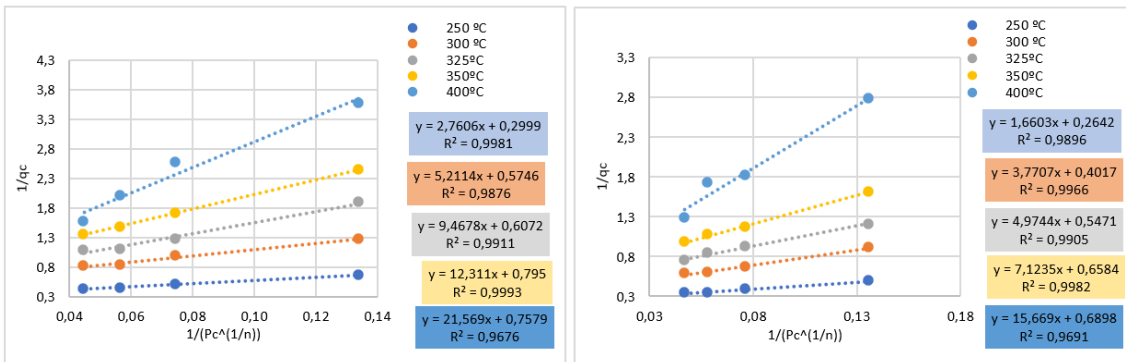 250 ºC
300 ºC
325ºC
350ºC
400ºC
4,3
3,8
3,3
2,8
2,3
1,8
1,3
0,8
0,3
1/qc
0,04
0,06
0,08
0,10
0,12
0,14
1/(Pc^(1/n))
y = 2,7606x + 0,2999
R² = 0,9981
y = 5,2114x + 0,5746
R² = 0,9876
y = 9,4678x + 0,6072
R² = 0,9911
y = 12,311x + 0,795
R² = 0,9993
y = 21,569x + 0,7579
R² = 0,9676
250 ºC
300 ºC
325ºC
350ºC
400ºC
3,3
2,8
2,3
1,8
1,3
0,8
0,3
1/qc
0,03
0,08
0,13
0,18
1/(Pc^(1/n))
y = 1,6603x + 0,2642
R² = 0,9896
y = 3,7707x + 0,4017
R² = 0,9966
y = 4,9744x + 0,5471
R² = 0,9905
y = 7,1235x + 0,6584
R² = 0,9982
y = 15,669x + 0,6898
R² = 0,9691